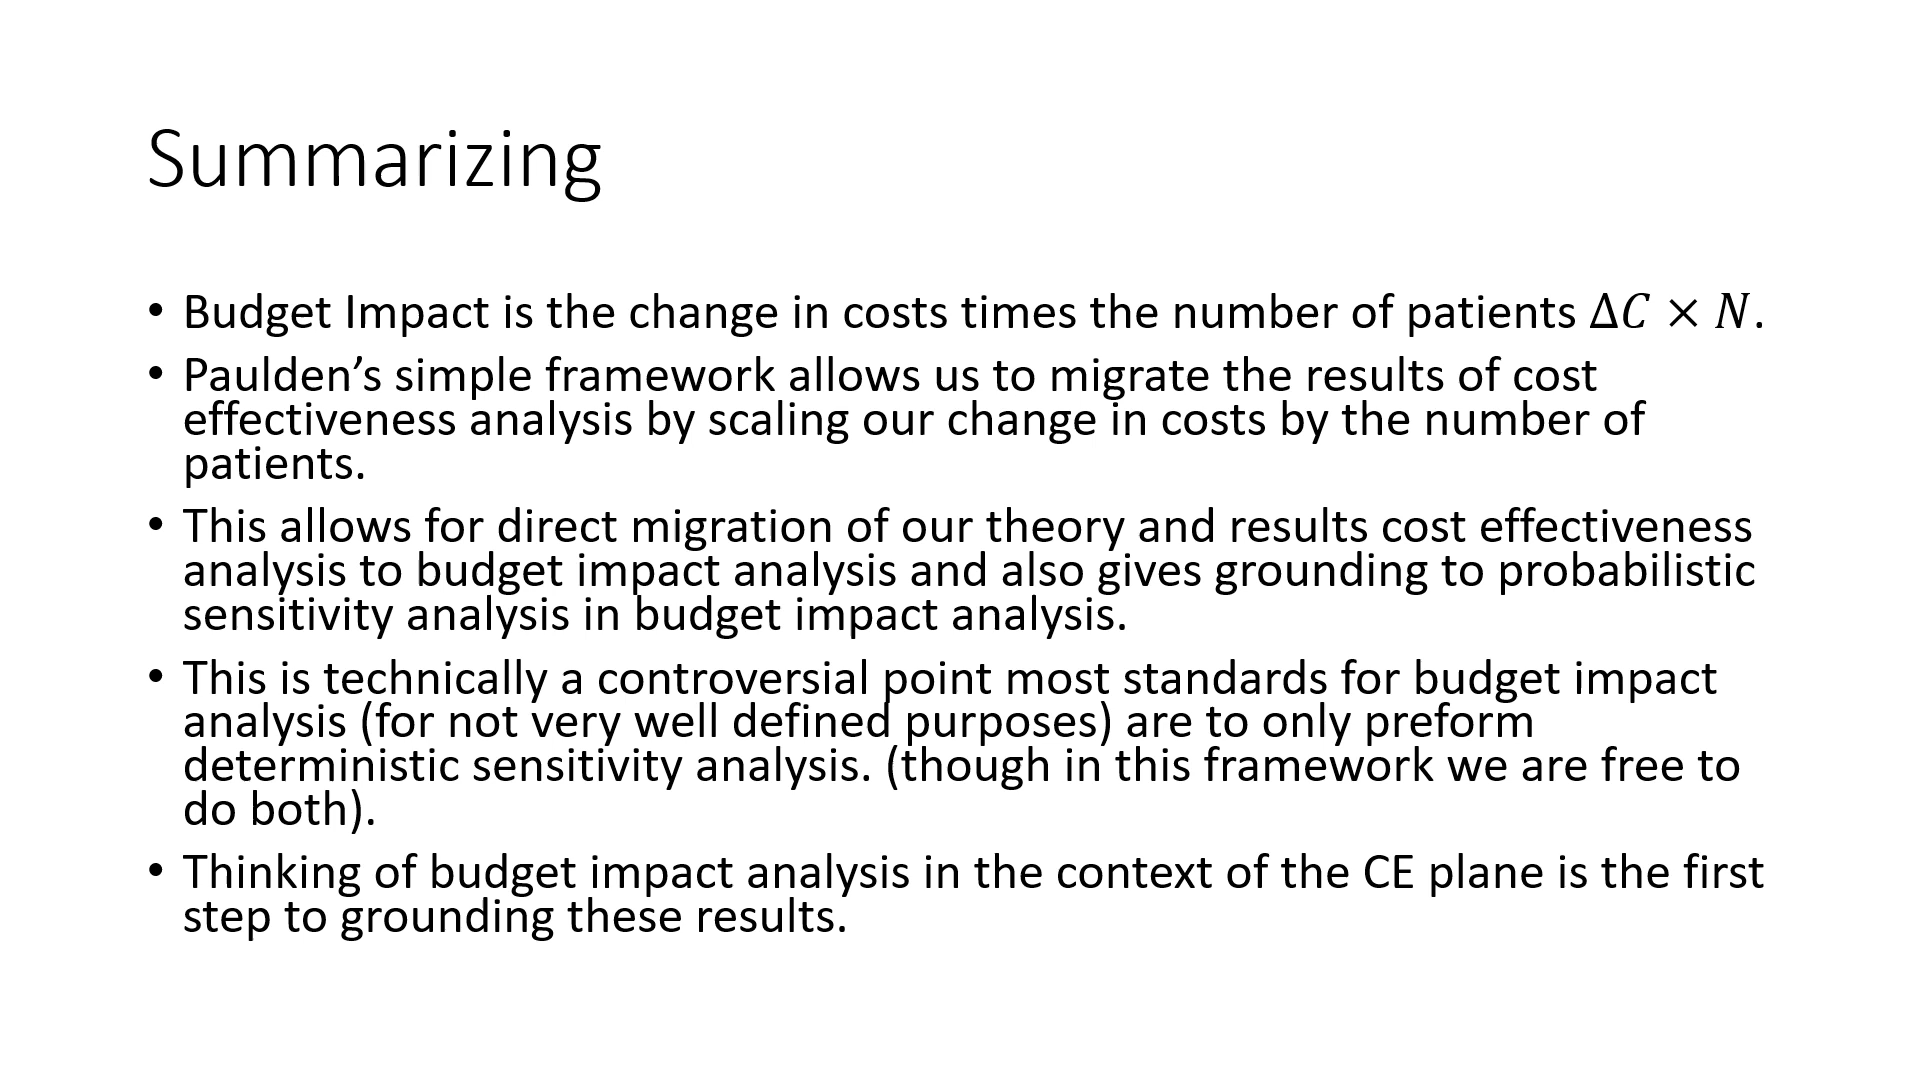 Summarizing
• Budget Impact is the change in costs times the number of patients Δ𝐶 × 𝑁.
• Paulden’s simple framework allows us to migrate the results of cost
effectiveness analysis by scaling our change in costs by the number of
patients.
• This allows for direct migration of our theory and results cost effectiveness
analysis to budget impact analysis and also gives grounding to probabilistic
sensitivity analysis in budget impact analysis.
• This is technically a controversial point most standards for budget impact
analysis (for not very well defined purposes) are to only preform
deterministic sensitivity analysis. (though in this framework we are free to
do both).
• Thinking of budget impact analysis in the context of the CE plane is the first
step to grounding these results.